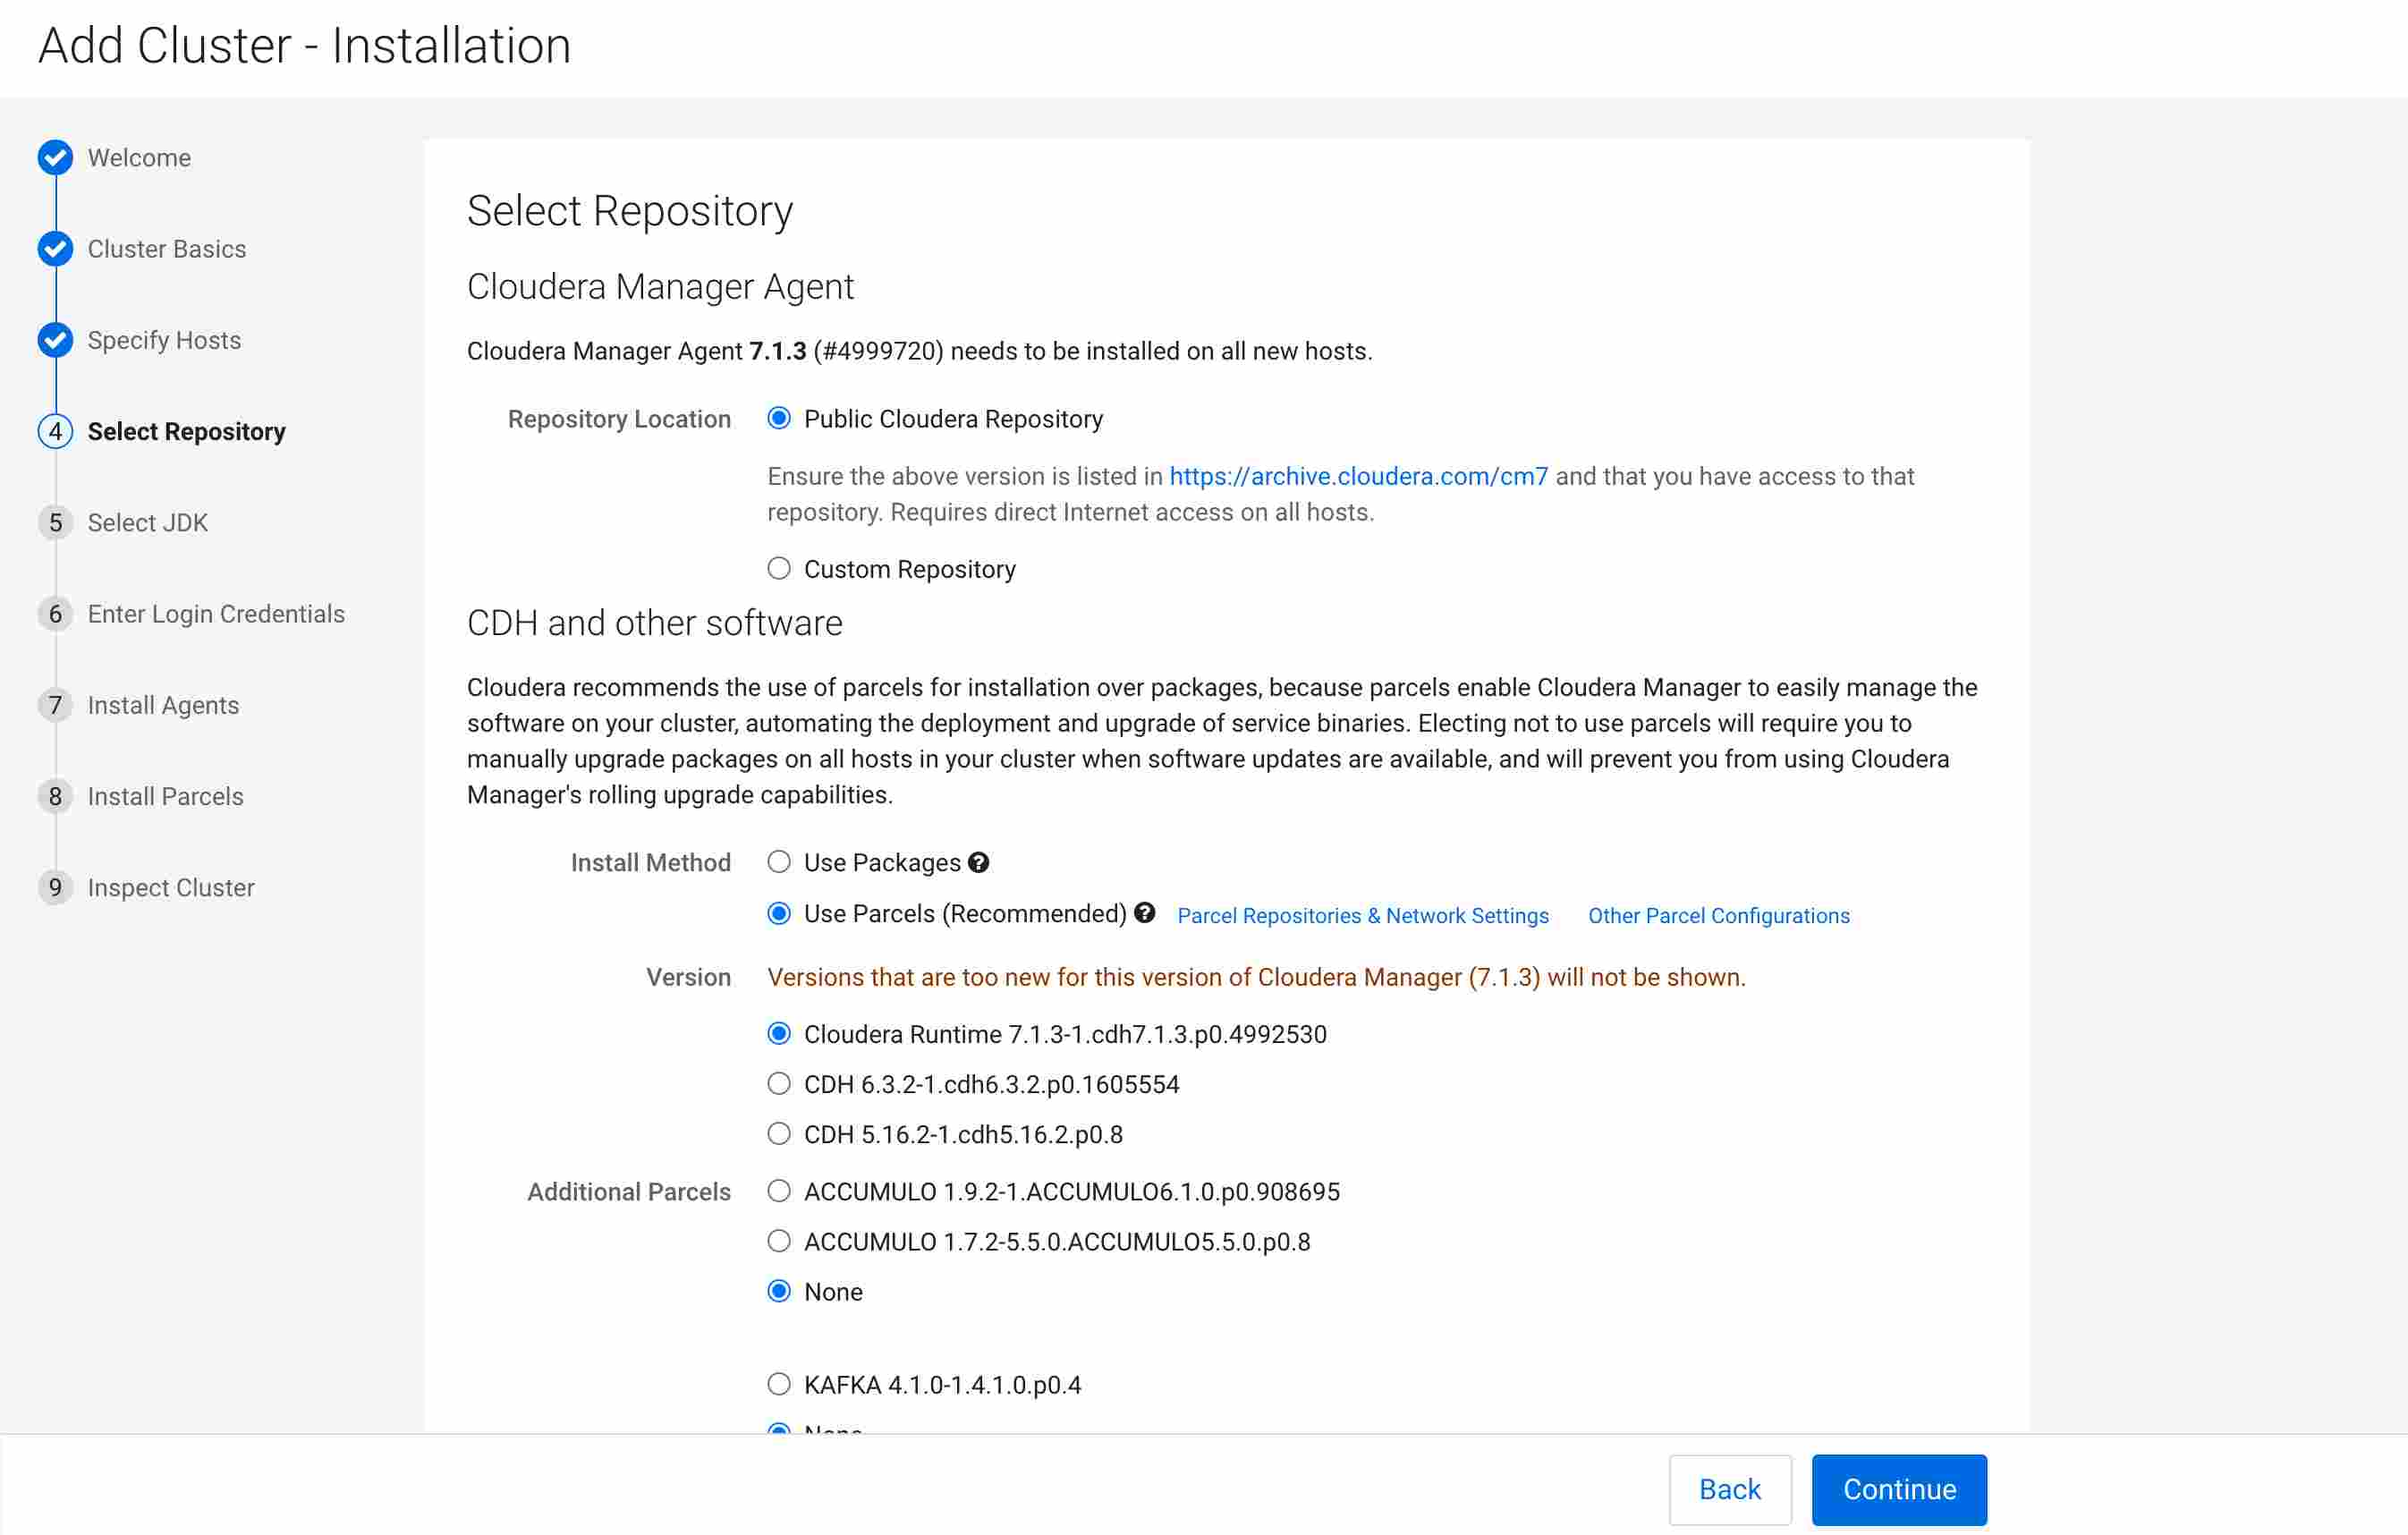 Add Cluster - Installation
Welcome
Cluster Basics
Specify Hosts
4 Select Repository
5 Select JDK
6 Enter Login Credentials
7 Install Agents
8 Install Parcels
9 Inspect Cluster
Select Repository
Cloudera Manager Agent
Cloudera Manager Agent 7.1.3 (#4999720) needs to be installed on all new hosts.
Repository Location Public Cloudera Repository
Ensure the above version is listed in https://archive.cloudera.com/cm7 and that you have access to that
repository. Requires direct Internet access on all hosts.
Custom Repository
CDH and other software
Cloudera recommends the use of parcels for installation over packages, because parcels enable Cloudera Manager to easily manage the
software on your cluster, automating the deployment and upgrade of service binaries. Electing not to use parcels will require you to
manually upgrade packages on all hosts in your cluster when software updates are available, and will prevent you from using Cloudera
Manager's rolling upgrade capabilities.
Install Method Use Packages ?
Use Parcels (Recommended) ? Parcel Repositories & Network Settings Other Parcel Configurations
Version Versions that are too new for this version of Cloudera Manager (7.1.3) will not be shown.
Cloudera Runtime 7.1.3-1.cdh7.1.3.p0.4992530
CDH 6.3.2-1.cdh6.3.2.p0.1605554
CDH 5.16.2-1.cdh5.16.2.p0.8
Additional Parcels ACCUMULO 1.9.2-1.ACCUMULO6.1.0.p0.908695
ACCUMULO 1.7.2-5.5.0.ACCUMULO5.5.0.p0.8
None
KAFKA 4.1.0-1.4.1.0.p0.4
None
Back Continue